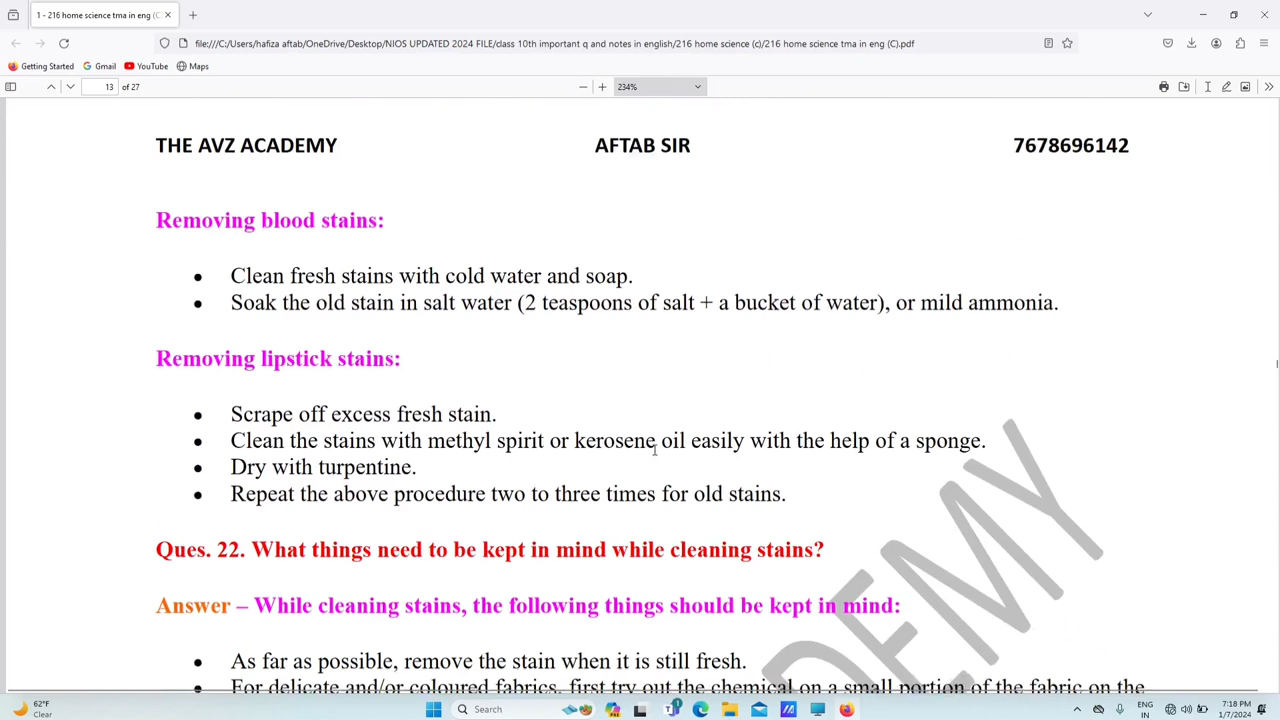 1 - 216 home science tma in eng (C
file:///C:/Users/hafiza aftab/OneDrive/Desktop/NIOS UPDATED 2024 FILE/class 10th important q and notes in english/216 home science (c)/216 home science tma in eng (C).pdf
Getting Started Gmail YouTube Maps
13 of 27 234%
THE AVZ ACADEMY AFTAB SIR 7678696142
Removing blood stains:
• Clean fresh stains with cold water and soap.
• Soak the old stain in salt water (2 teaspoons of salt + a bucket of water), or mild ammonia.
Removing lipstick stains:
• Scrape off excess fresh stain.
• Clean the stains with methyl spirit or kerosene oil easily with the help of a sponge.
• Dry with turpentine.
• Repeat the above procedure two to three times for old stains.
Ques. 22. What things need to be kept in mind while cleaning stains?
Answer – While cleaning stains, the following things should be kept in mind:
• As far as possible, remove the stain when it is still fresh.
• For delicate and/or coloured fabrics, first try out the chemical on a small portion of the fabric on the
DEMY
62°F
Clear
Search
ENG
IN
7:18 PM
1/7/2024